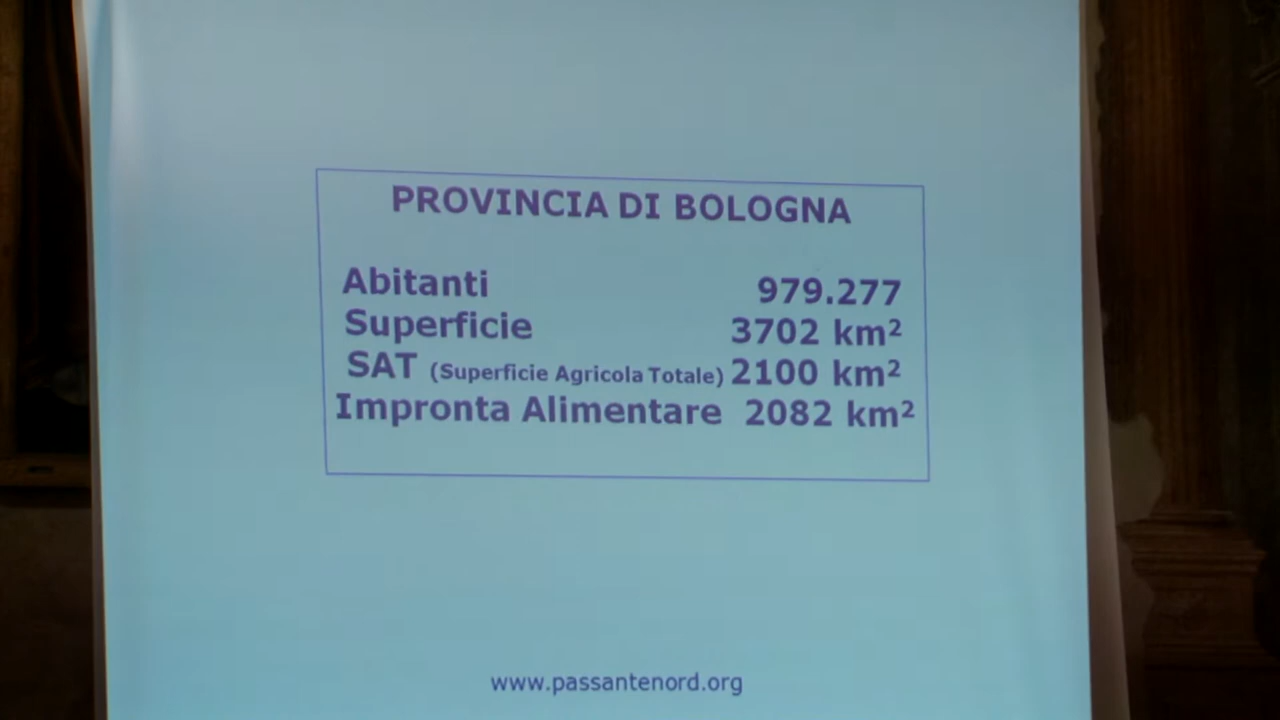 PROVINCIA DI BOLOGNA
Abitanti 979.277
Superficie 3702 km²
SAT (Superficie Agricola Totale) 2100 km²
Impronta Alimentare 2082 km²
www.passantenord.org